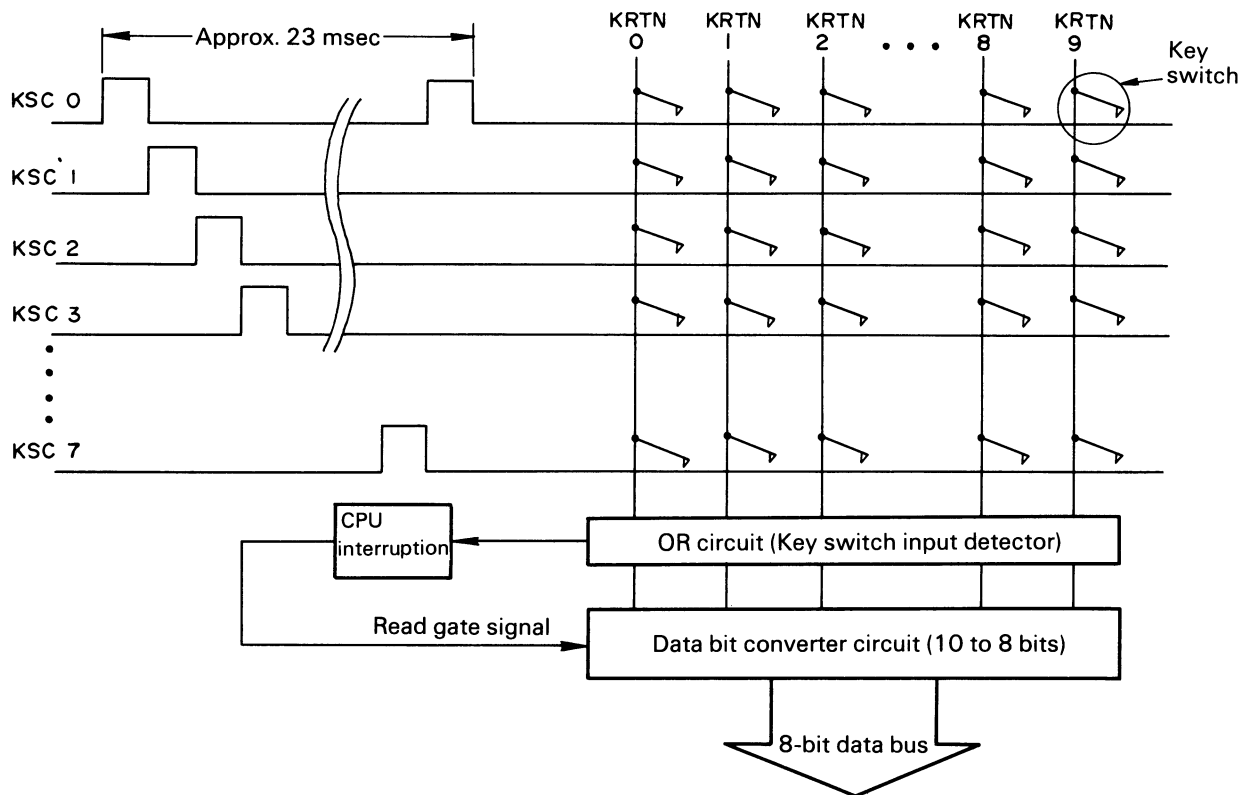 Approx. 23 msec
KRTN 0
KRTN 1
KRTN 2
KRTN 8
KRTN 9
Key switch
KSC 0
KSC 1
KSC 2
KSC 3
KSC 7
CPU interruption
OR circuit (Key switch input detector)
Read gate signal
Data bit converter circuit (10 to 8 bits)
8-bit data bus